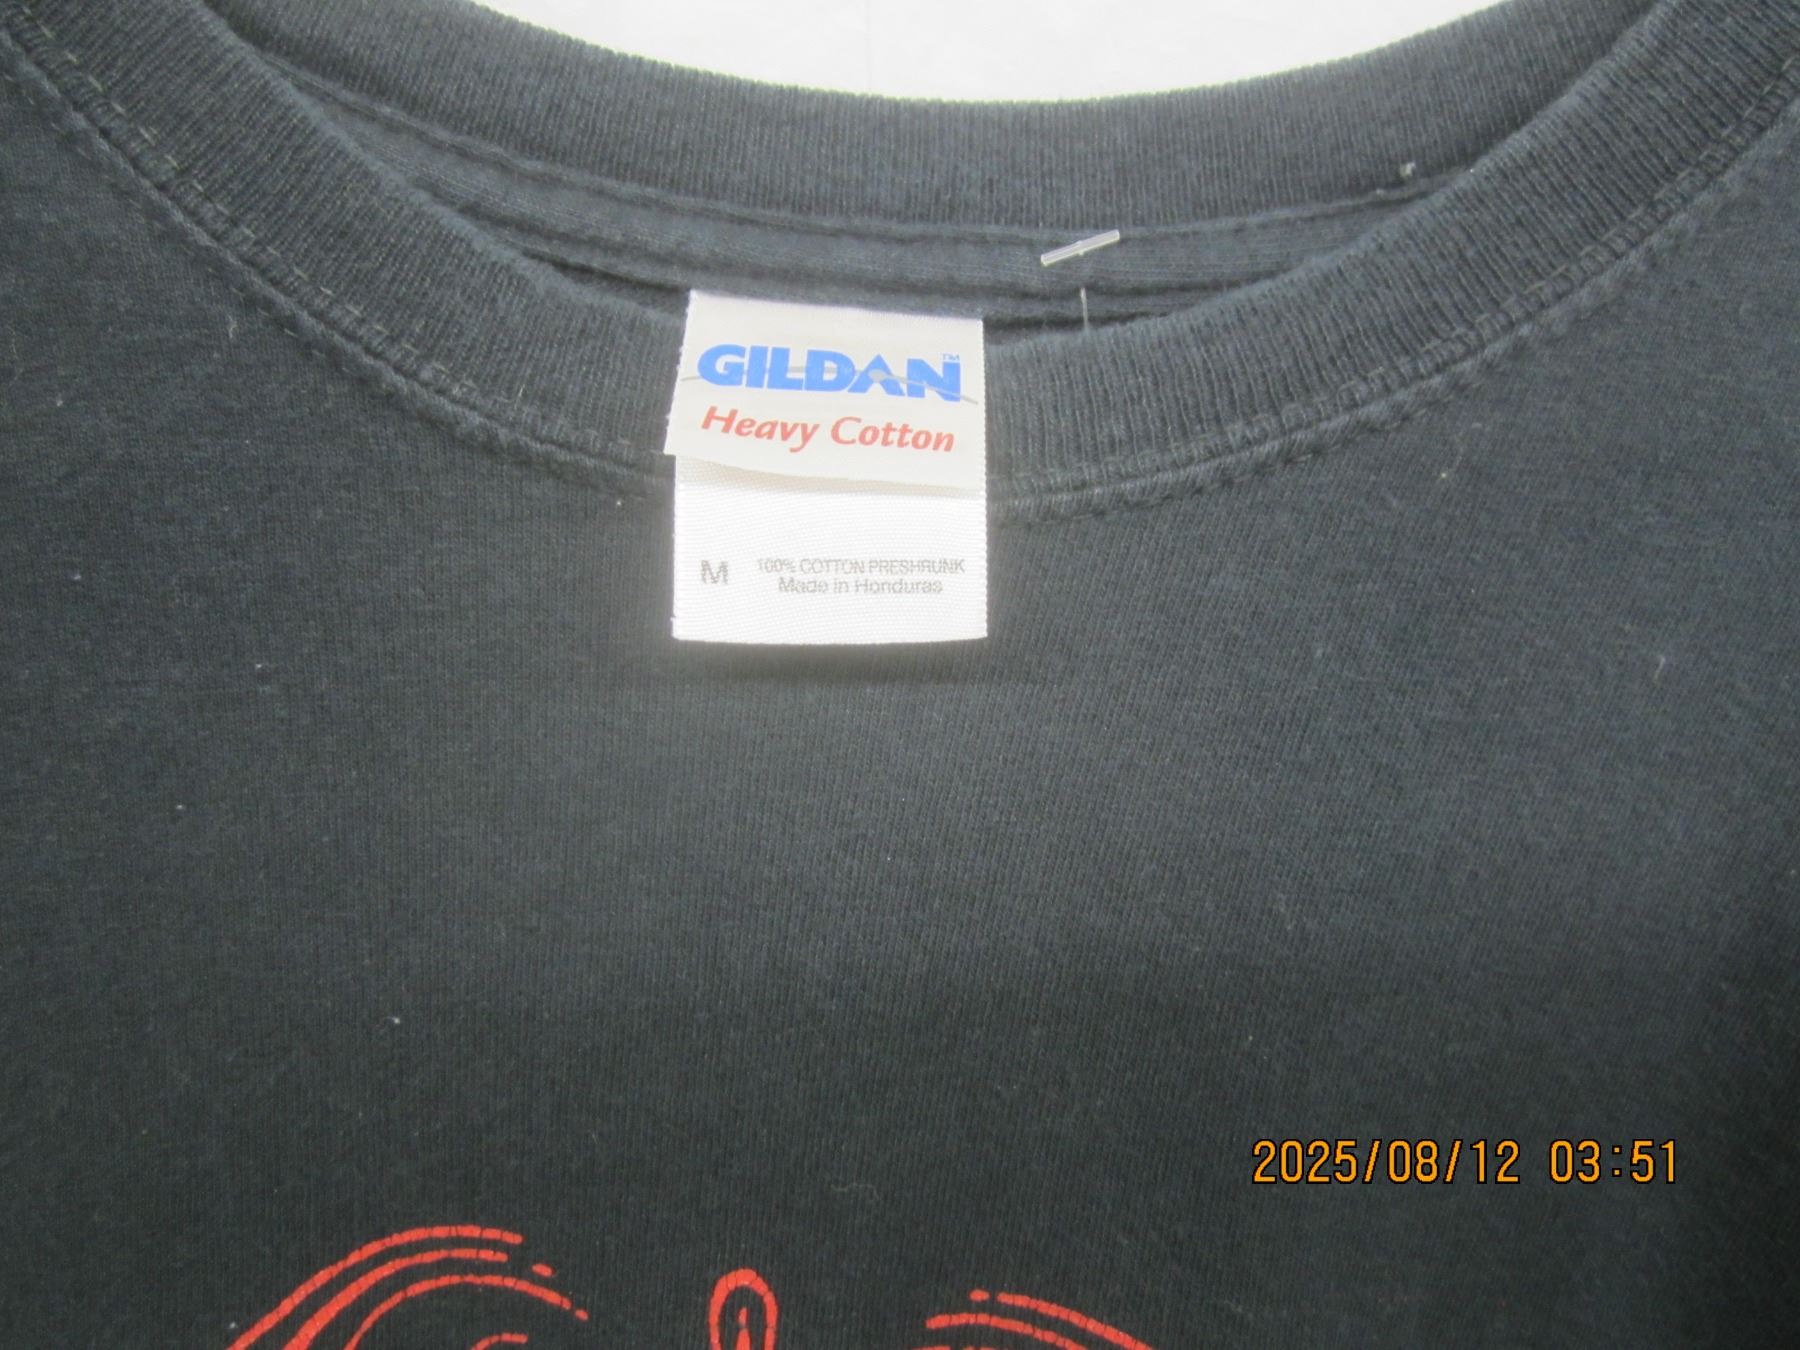 GILDAN™
Heavy Cotton
M 100% COTTON PRESHRUNK
Made in Honduras
2025/08/12 03:51